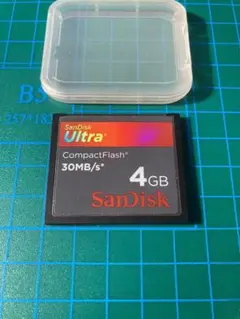 SanDisk
Ultra®
CompactFlash®
30MB/s*
4GB
SanDisk